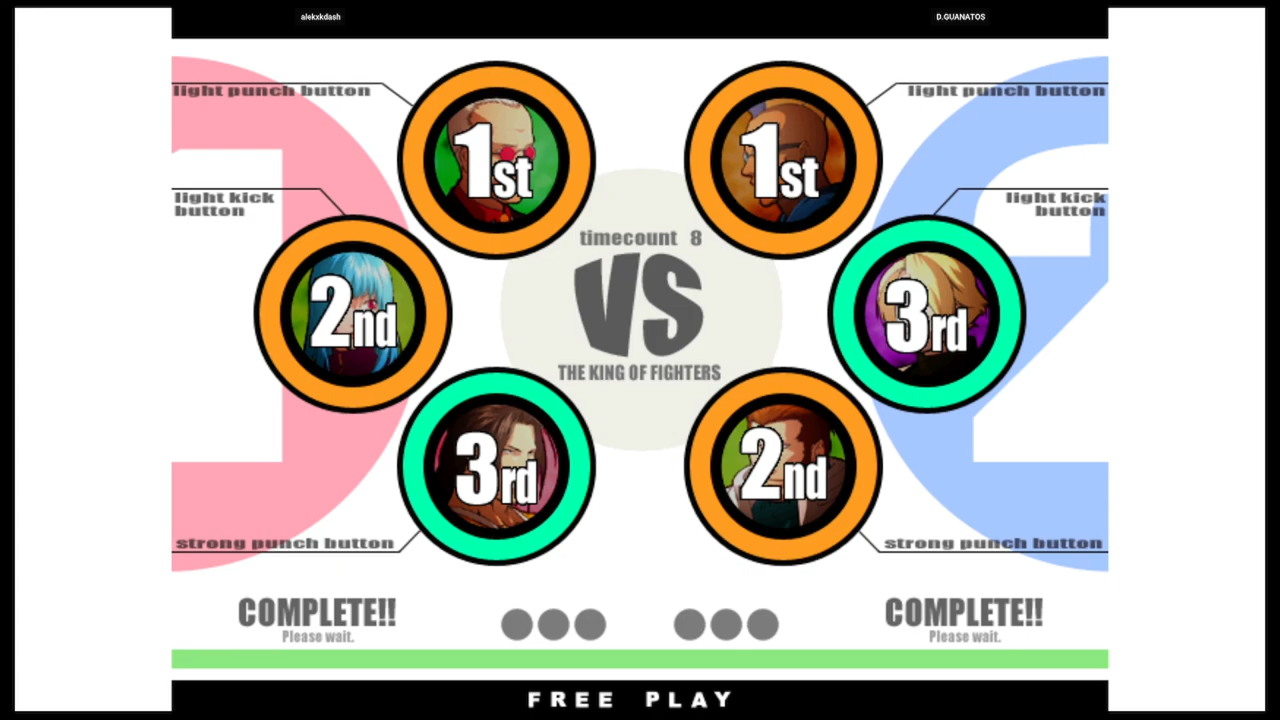 alekxkdash
D.GUANATOS
light punch button
light punch button
1st
1st
light kick
button
light kick
button
timecount 8
VS
2nd
3rd
THE KING OF FIGHTERS
3rd
2nd
strong punch button
strong punch button
COMPLETE!!
Please wait.
COMPLETE!!
Please wait.
FREE PLAY